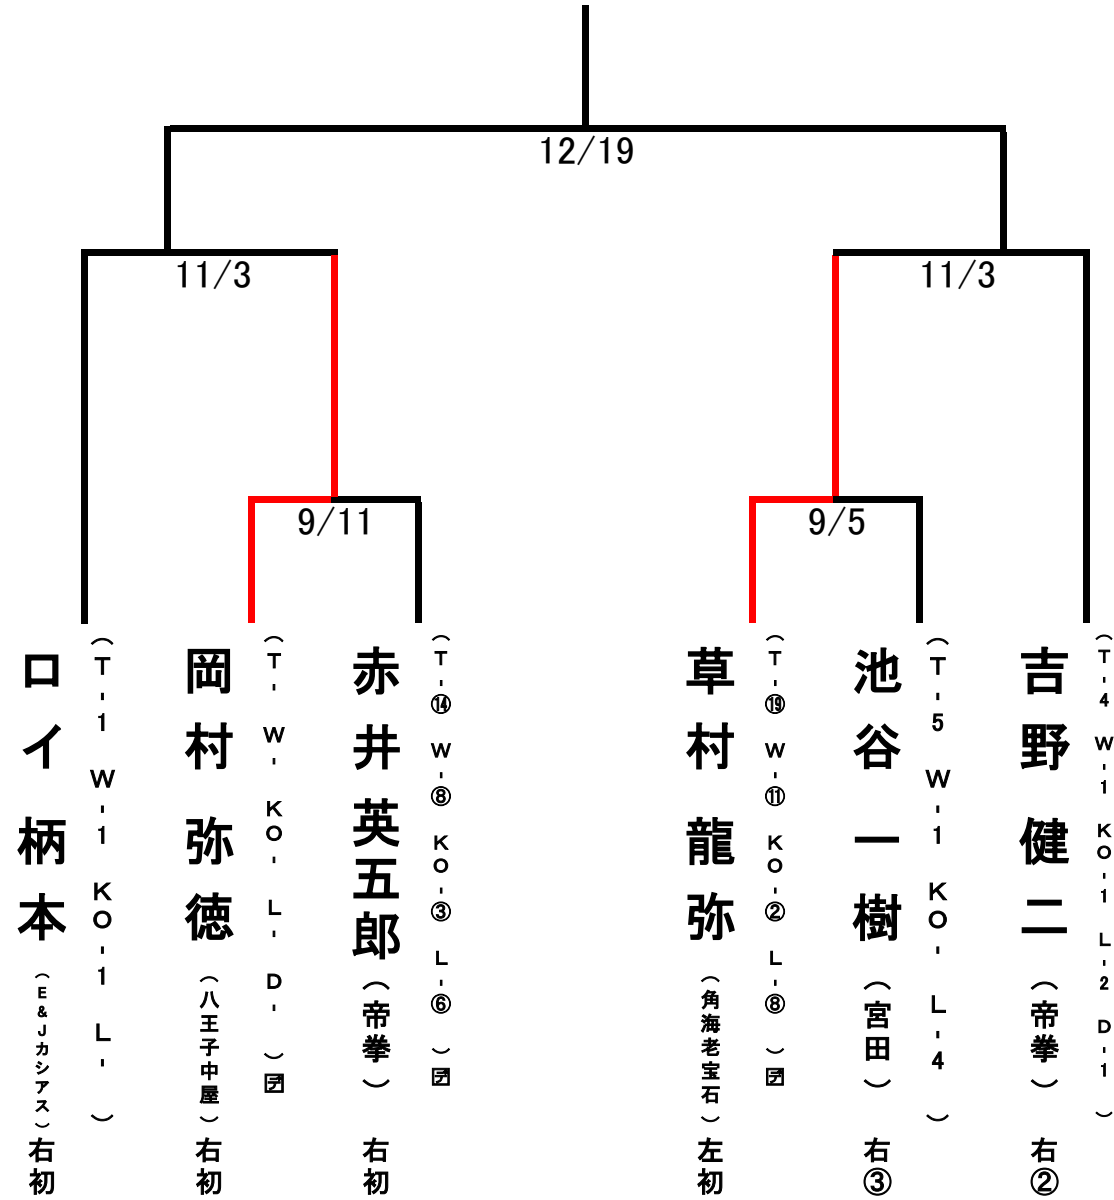 12/19
11/3
11/3
9/11
9/5
ロイ柄本（E&Jカシアス）右初
（T-1 W-1 KO-1 L- ）
岡村弥徳（八王子中屋）右初
（T- W- KO- L- D- ）デ
赤井英五郎（帝拳）右初
（T-⑭ W-⑧ KO-③ L-⑥ ）デ
草村龍弥（角海老宝石）左初
（T-⑲ W-⑪ KO-② L-⑧ ）デ
池谷一樹（宮田）右③
（T-5 W-1 KO- L-4 ）
吉野健二（帝拳）右②
（T-4 W-1 KO-1 L-2 D-1 ）